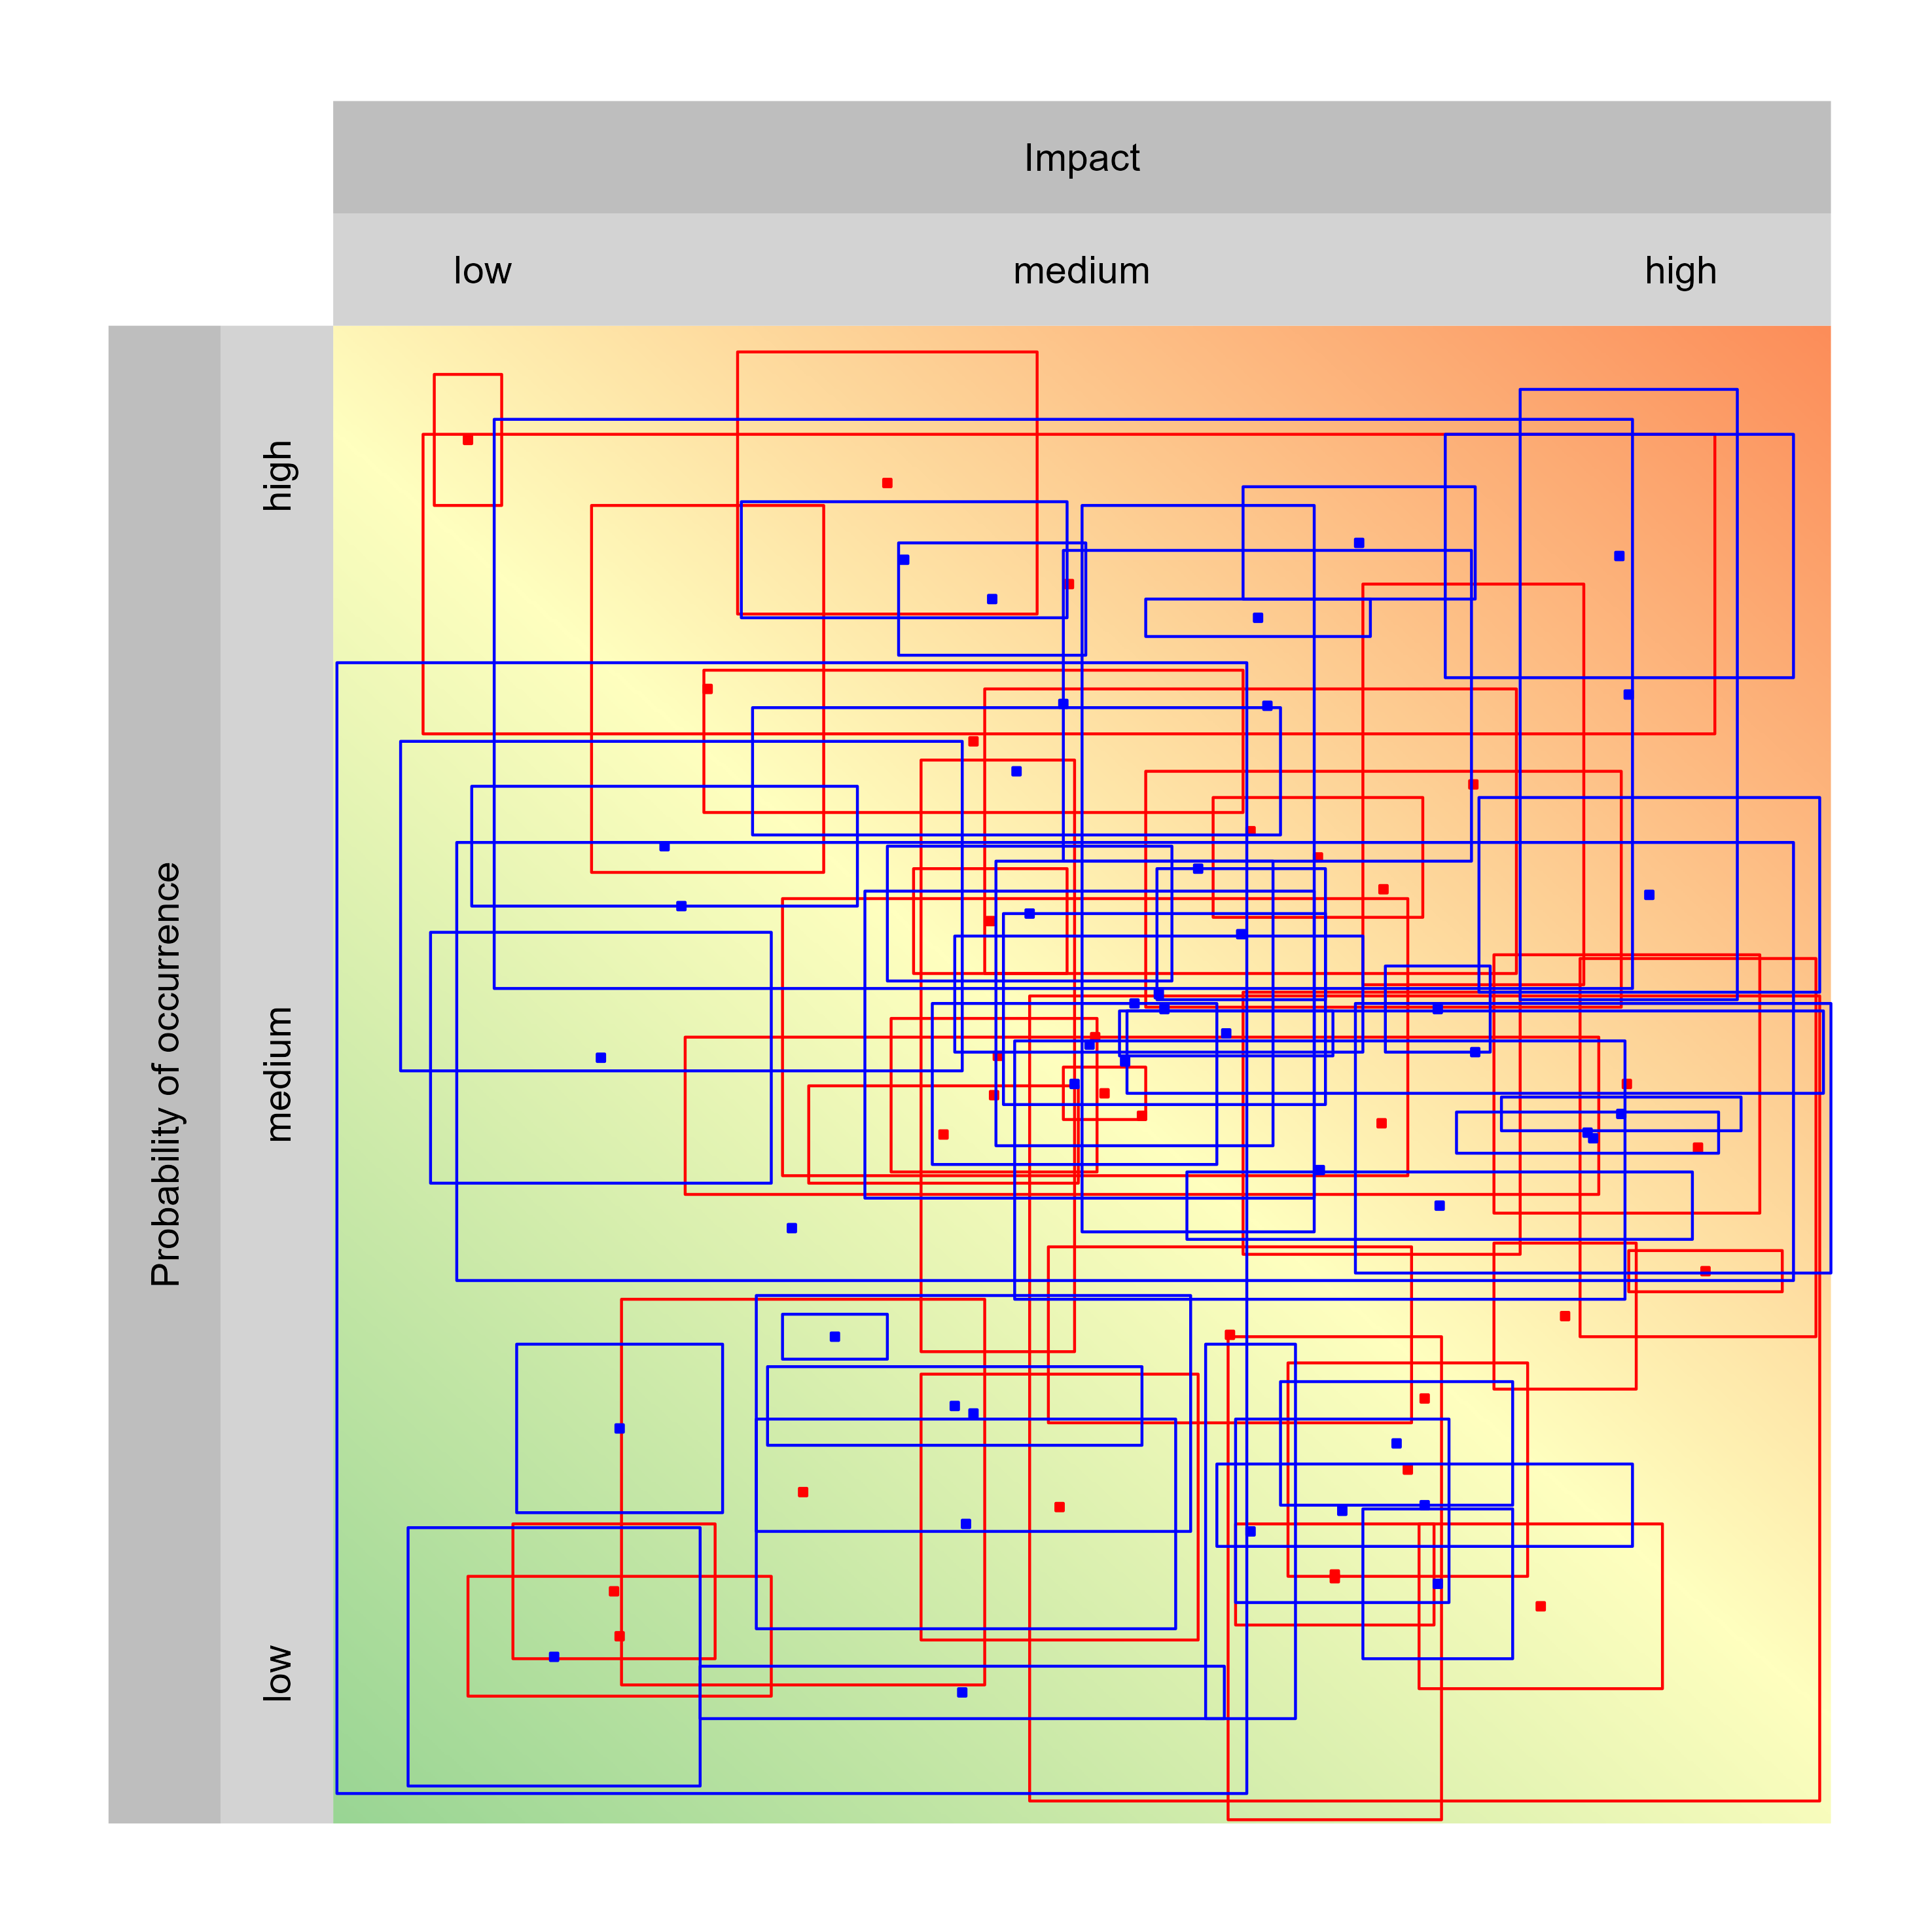 Impact
low
medium
high
Probability of occurrence
high
medium
low